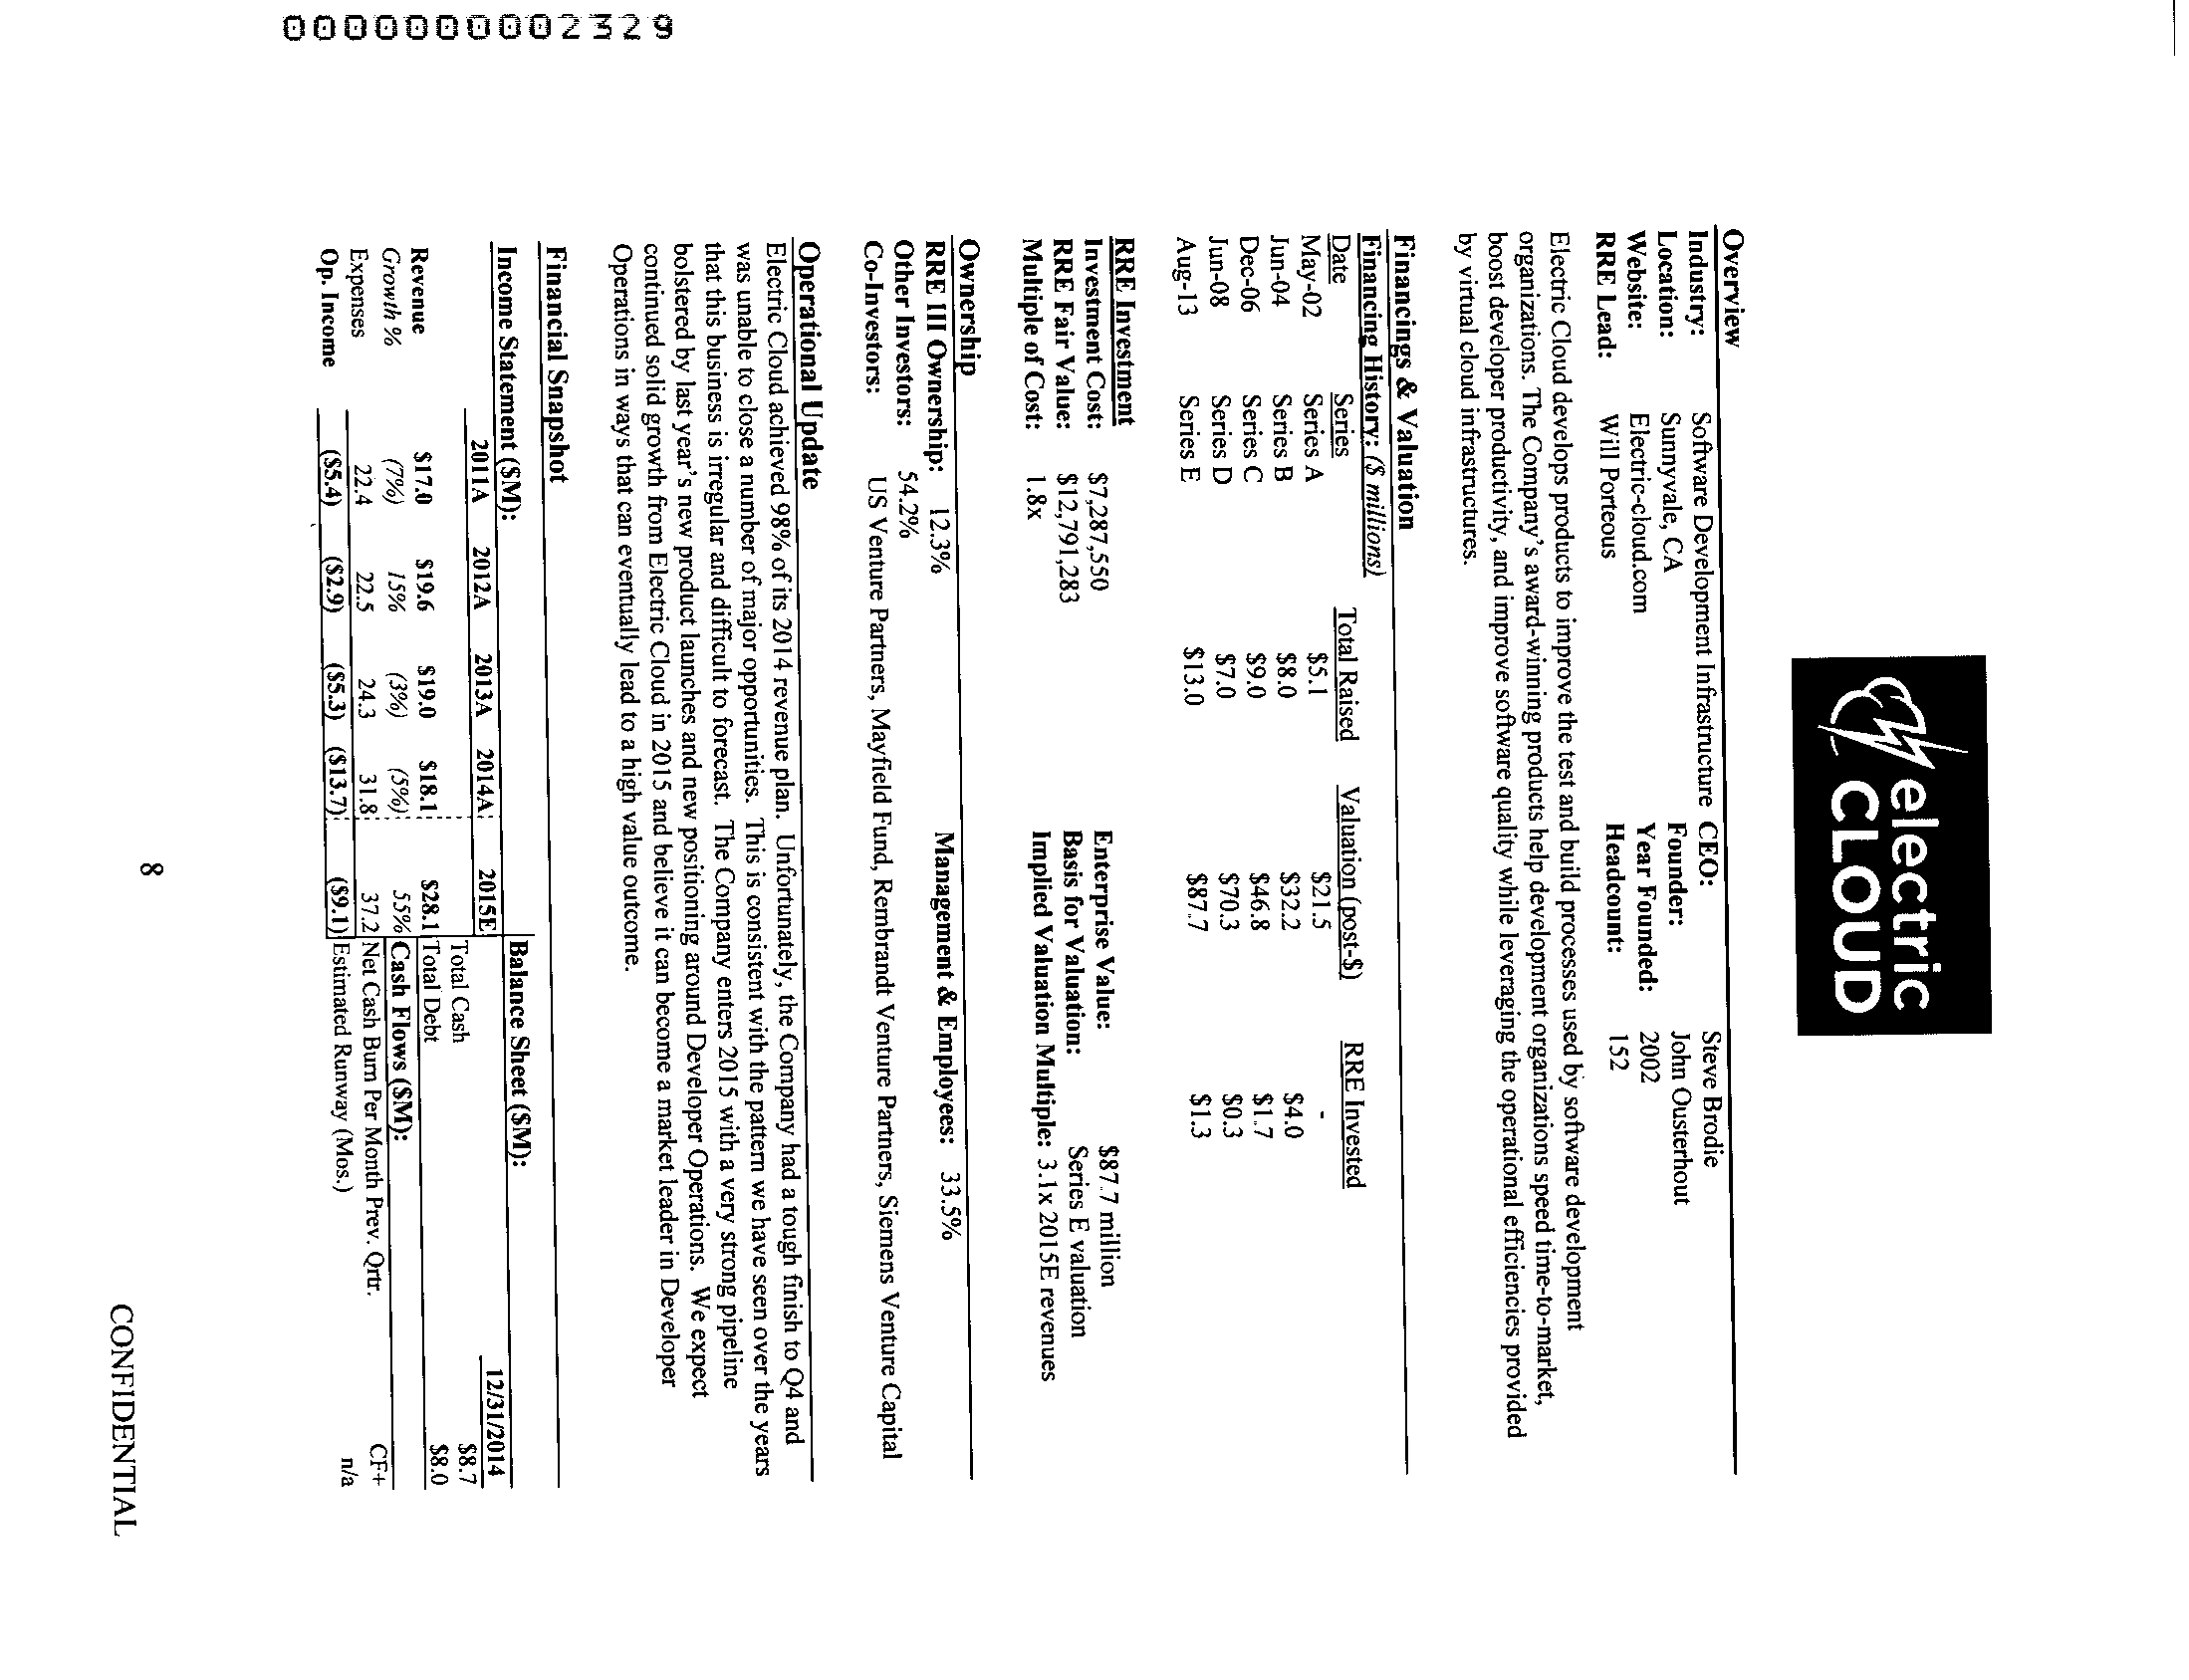 electric
CLOUD
Overview
Industry: Software Development Infrastructure CEO: Steve Brodie
Location: Sunnyvale, CA Founder: John Ousterhout
Website: Electric-cloud.com Year Founded: 2002
RRE Lead: Will Porteous Headcount: 152
Electric Cloud develops products to improve the test and build processes used by software development
organizations. The Company's award-winning products help development organizations speed time-to-market,
boost developer productivity, and improve software quality while leveraging the operational efficiencies provided
by virtual cloud infrastructures.
Financings & Valuation
Financing History: ($ millions)
Date Series Total Raised Valuation (post-$) RRE Invested
May-02 Series A $5.1 $21.5 -
Jun-04 Series B $8.0 $32.2 $4.0
Dec-06 Series C $9.0 $46.8 $1.7
Jun-08 Series D $7.0 $70.3 $0.3
Aug-13 Series E $13.0 $87.7 $1.3
RRE Investment
Investment Cost: $7,287,550 Enterprise Value: $87.7 million
RRE Fair Value: $12,791,283 Basis for Valuation: Series E valuation
Multiple of Cost: 1.8x Implied Valuation Multiple: 3.1x 2015E revenues
Ownership
RRE III Ownership: 12.3% Management & Employees: 33.5%
Other Investors: 54.2%
Co-Investors: US Venture Partners, Mayfield Fund, Rembrandt Venture Partners, Siemens Venture Capital
Operational Update
Electric Cloud achieved 98% of its 2014 revenue plan. Unfortunately, the Company had a tough finish to Q4 and
was unable to close a number of major opportunities. This is consistent with the pattern we have seen over the years
that this business is irregular and difficult to forecast. The Company enters 2015 with a very strong pipeline
bolstered by last year's new product launches and new positioning around Developer Operations. We expect
continued solid growth from Electric Cloud in 2015 and believe it can become a market leader in Developer
Operations in ways that can eventually lead to a high value outcome.
Financial Snapshot
Income Statement ($M): Balance Sheet ($M):
2011A 2012A 2013A 2014A 2015E 12/31/2014
Total Cash $8.7
Revenue $17.0 $19.6 $19.0 $18.1 $28.1 Total Debt $8.0
Growth % (7%) 15% (3%) (5%) 55% Cash Flows ($M):
Expenses 22.4 22.5 24.3 31.8 37.2 Net Cash Burn Per Month Prev. Qrtr. CF+
Op. Income ($5.4) ($2.9) ($5.3) ($13.7) ($9.1) Estimated Runway (Mos.) n/a
8
CONFIDENTIAL
0000000002329